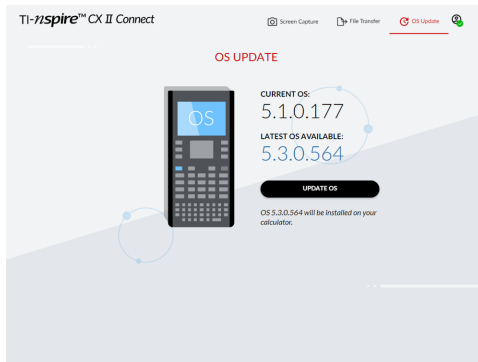 TI-nspire™ CX II Connect
Screen Capture
File Transfer
OS Update
OS UPDATE
OS
CURRENT OS:
5.1.0.177
LATEST OS AVAILABLE:
5.3.0.564
UPDATE OS
OS 5.3.0.564 will be installed on your
calculator.